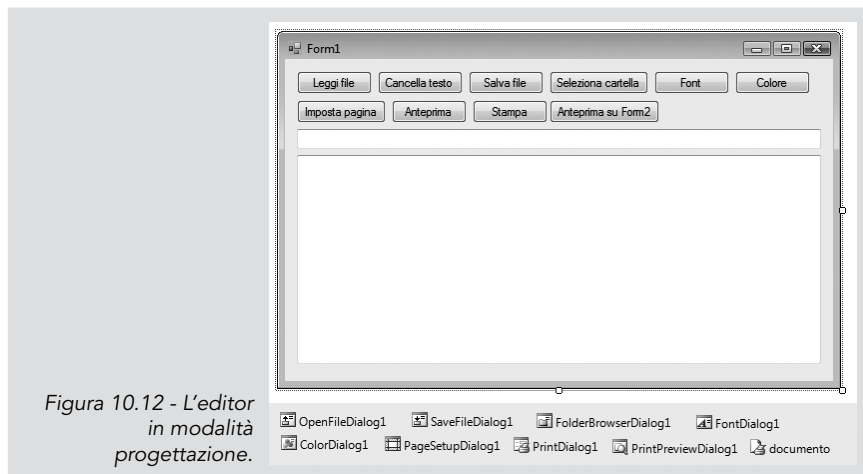 Form1
Leggi file Cancella testo Salva file Seleziona cartella Font Colore
Imposta pagina Anteprima Stampa Anteprima su Form2
Figura 10.12 - L'editor
in modalità
progettazione.
OpenFileDialog1 SaveFileDialog1 FolderBrowserDialog1 FontDialog1
ColorDialog1 PageSetupDialog1 PrintDialog1 PrintPreviewDialog1 documento